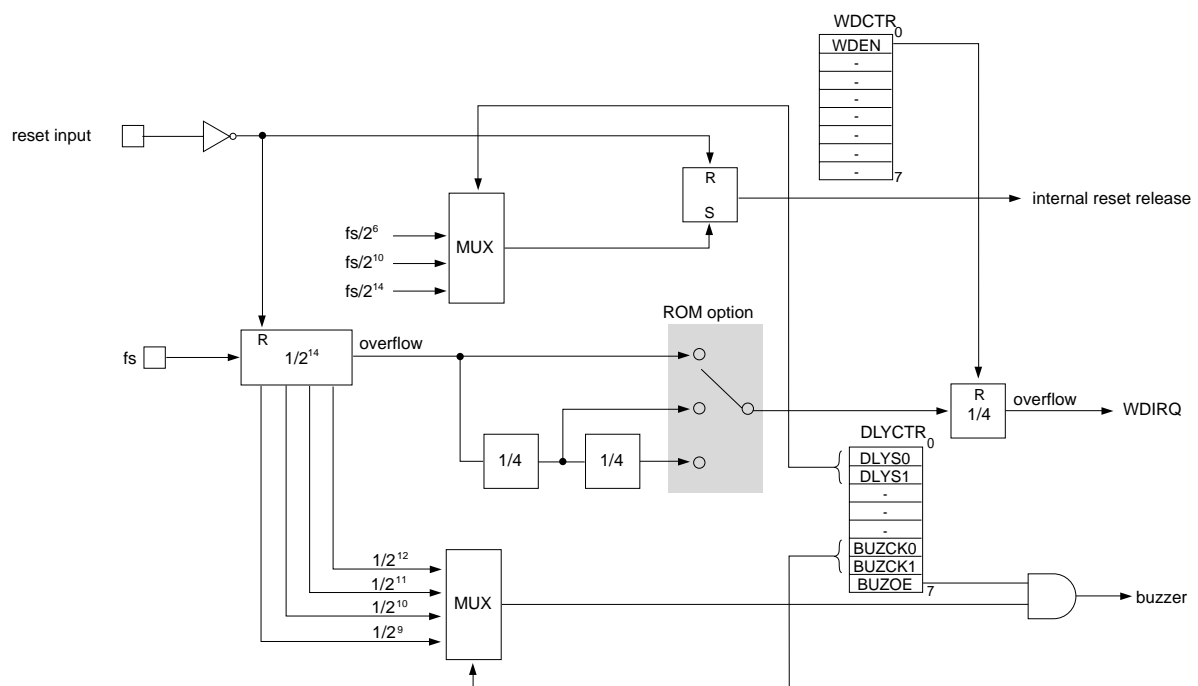 WDCTR
0
WDEN
-
-
-
-
-
-
-
7
reset input
R
S
internal reset release
MUX
fs/2⁶
fs/2¹⁰
fs/2¹⁴
ROM option
fs
R
1/2¹⁴
overflow
R
1/4
overflow
WDIRQ
1/4
1/4
DLYCTR
0
DLYS0
DLYS1
-
-
-
BUZCK0
BUZCK1
BUZOE
7
1/2¹²
1/2¹¹
1/2¹⁰
1/2⁹
MUX
buzzer